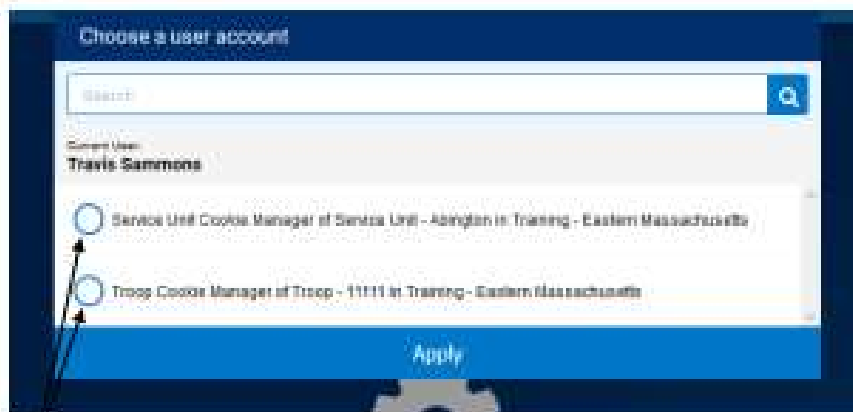 Choose a user account
Search
Current User:
Travis Sammons
Service Unit Cookie Manager of Service Unit - Abington in Training - Eastern Massachusetts
Troop Cookie Manager of Troop - 11111 in Training - Eastern Massachusetts
Apply